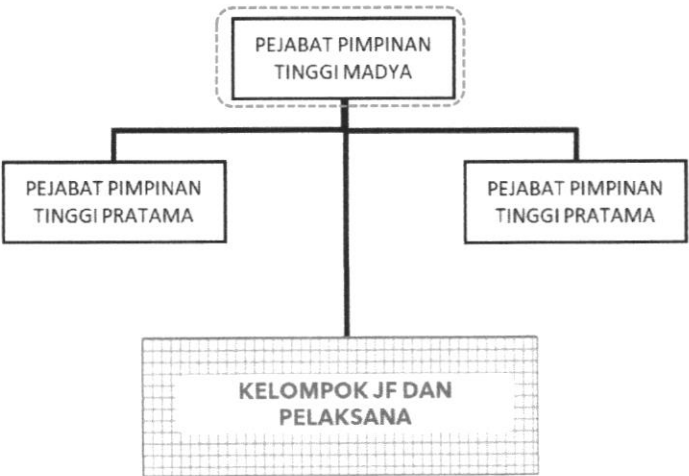 PEJABAT PIMPINAN
TINGGI MADYA
PEJABAT PIMPINAN
TINGGI PRATAMA
PEJABAT PIMPINAN
TINGGI PRATAMA
KELOMPOK JF DAN
PELAKSANA